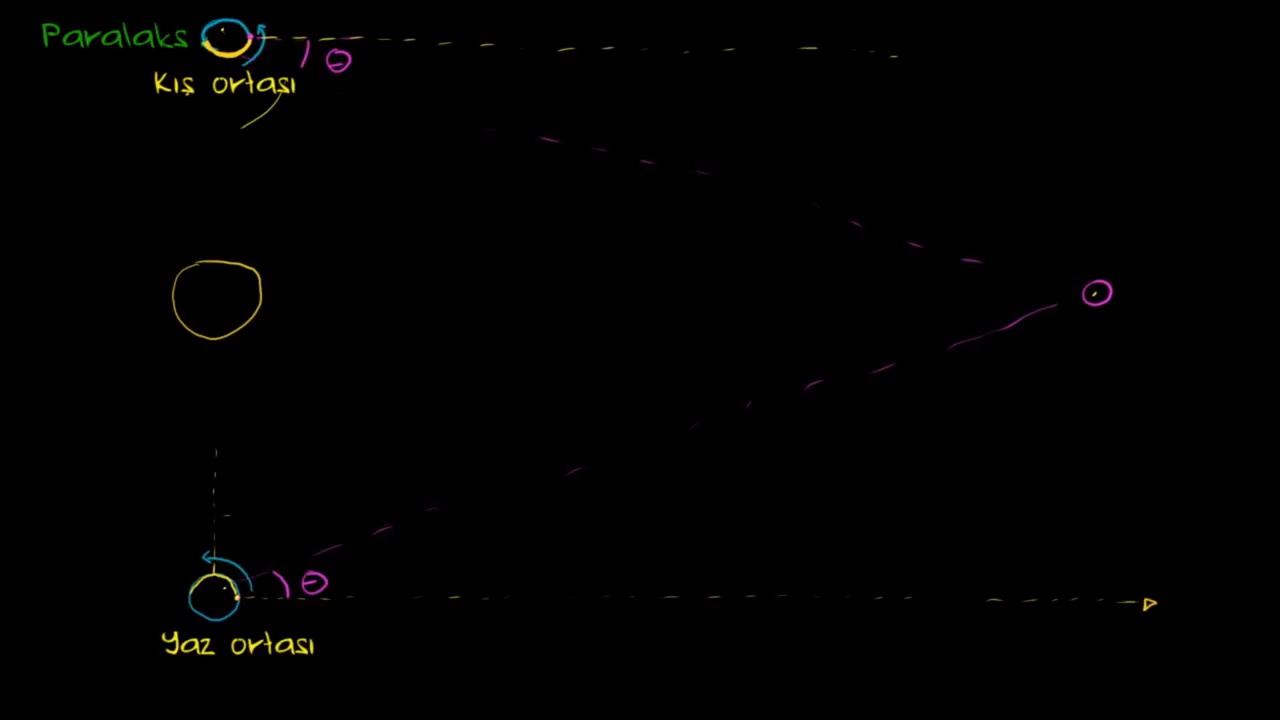 Paralaks
Θ
Kış ortası
Θ
Yaz ortası